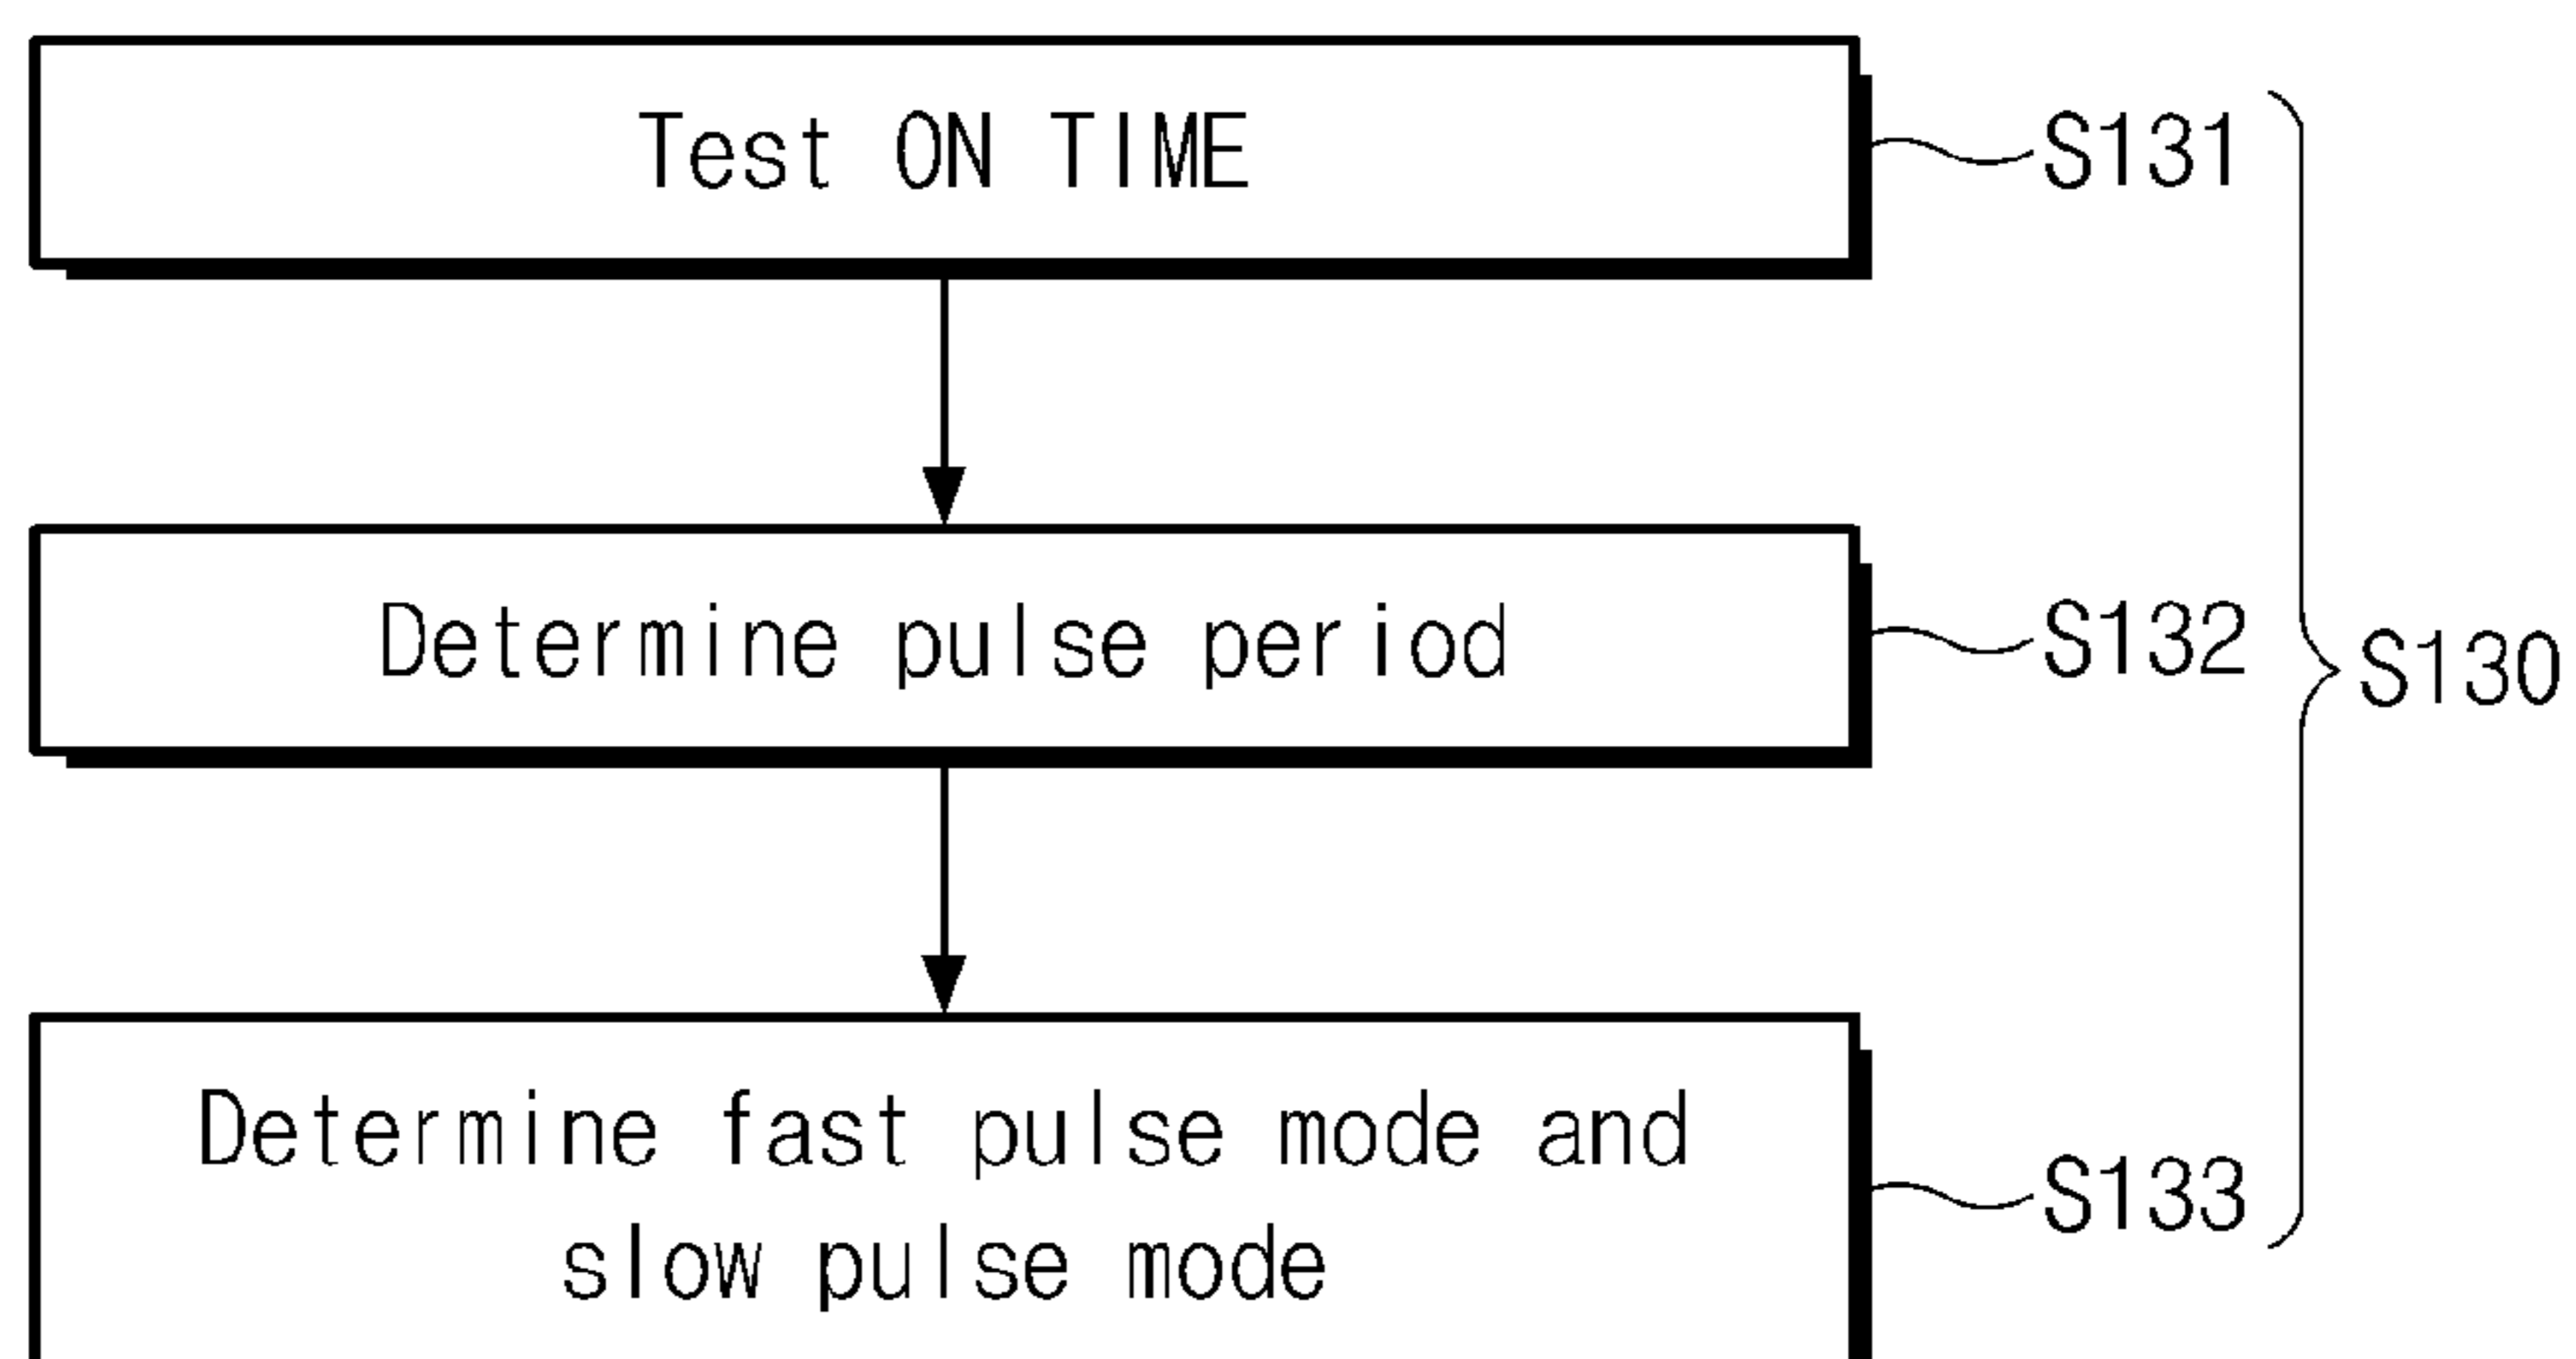 Test ON TIME
S131
Determine pulse period
S132
S130
Determine fast pulse mode and
slow pulse mode
S133